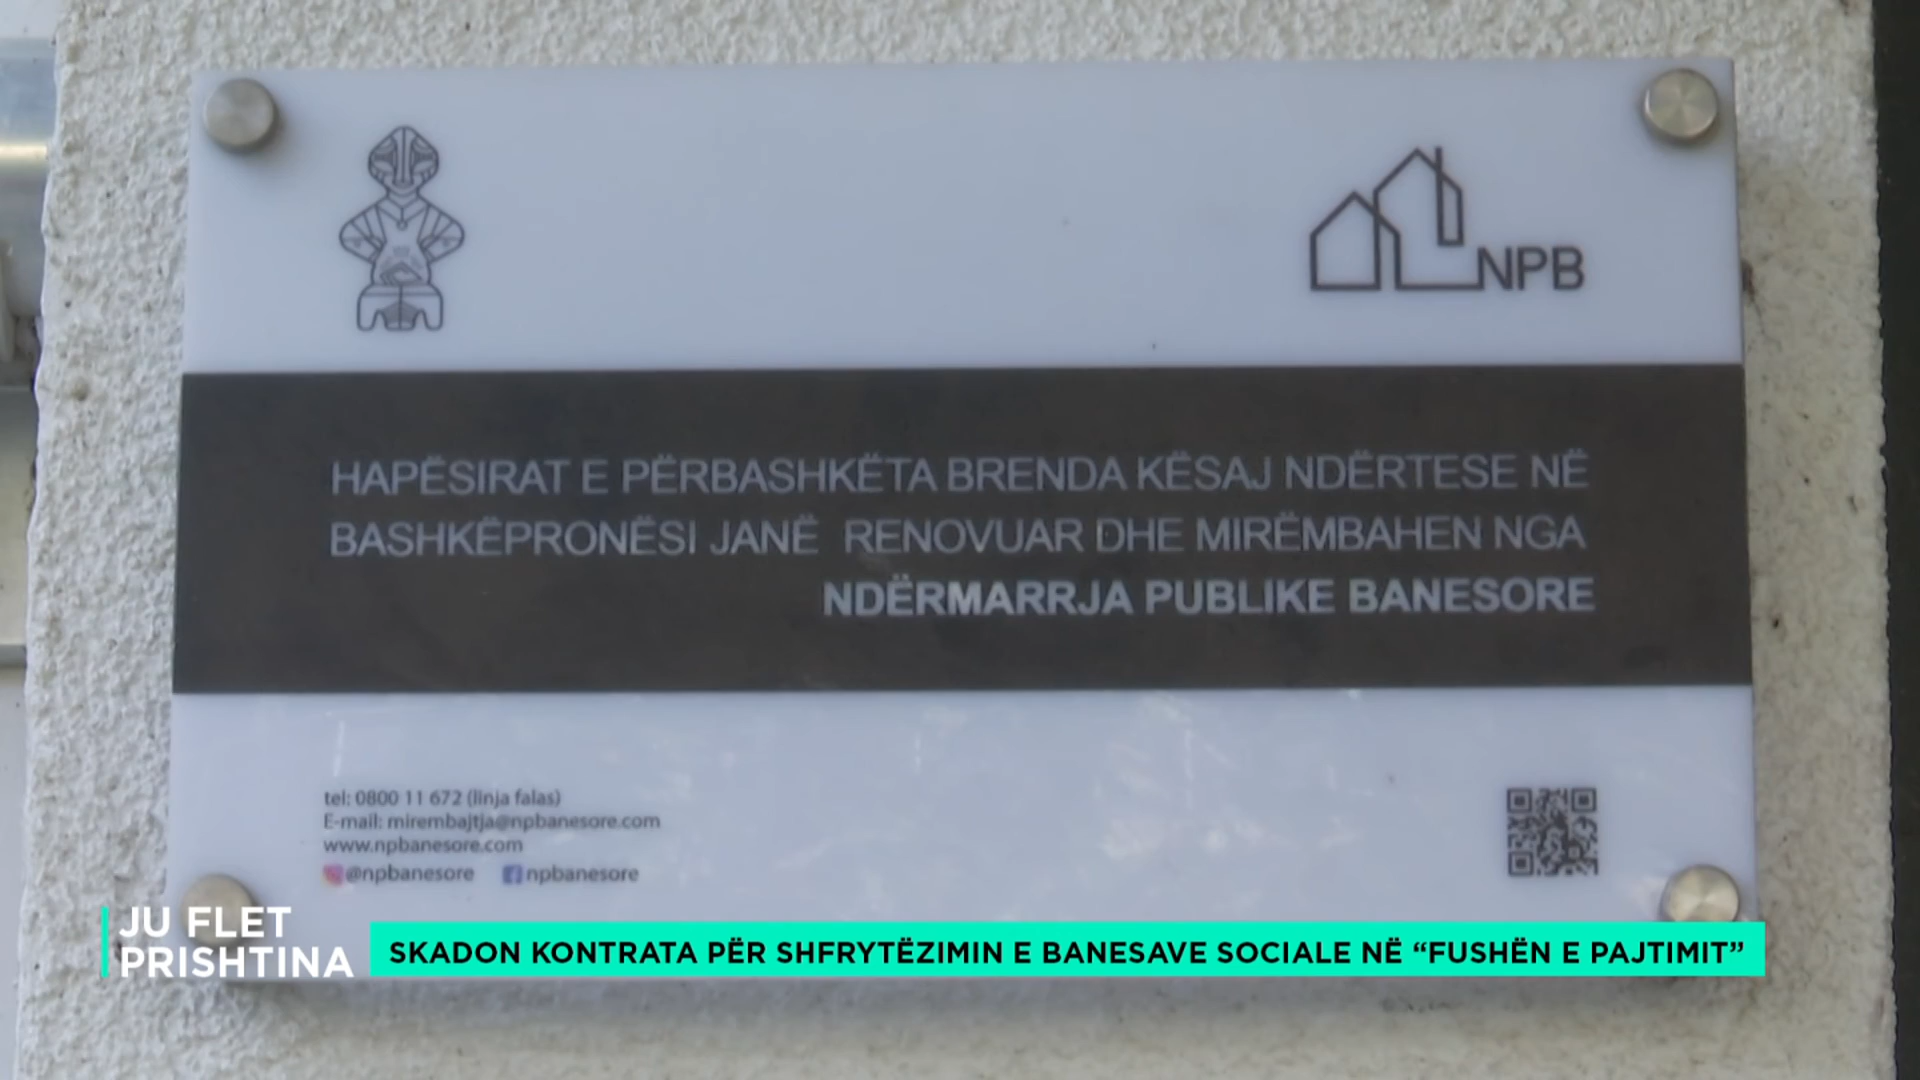 NPB
HAPËSIRAT E PËRBASHKËTA BRENDA KËSAJ NDËRTESE NË
BASHKËPRONËSI JANË RENOVUAR DHE MIRËMBAHEN NGA
NDËRMARRJA PUBLIKE BANESORE
tel: 0800 11 672 (linja falas)
E-mail: mirembajtja@npbanesore.com
www.npbanesore.com
@npbanesore npbanesore
JU FLET
PRISHTINA
SKADON KONTRATA PËR SHFRYTËZIMIN E BANESAVE SOCIALE NË “FUSHËN E PAJTIMIT”